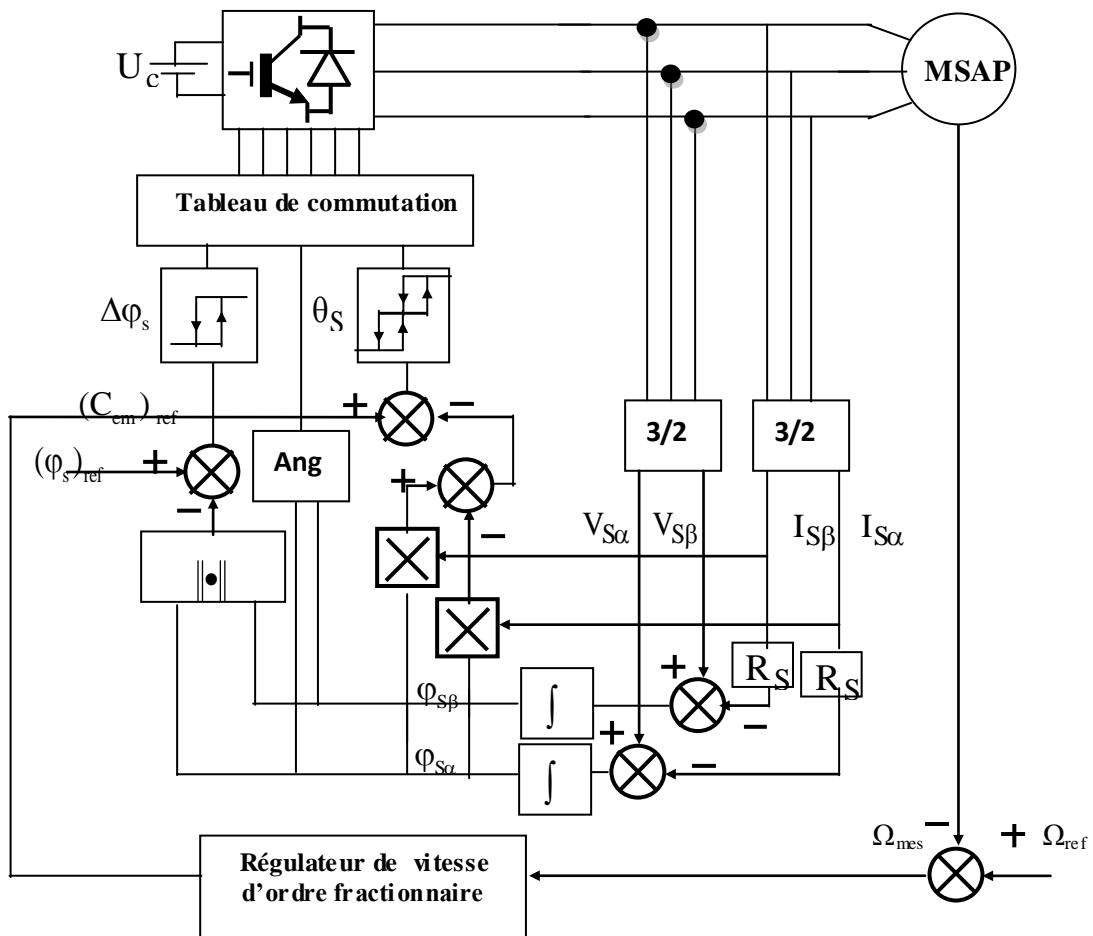 U_c
MSAP
Tableau de commutation
Δφ_s
θ_S
(C_em)_ref
+
−
3/2
3/2
(φ_s)_ref
+
Ang
+
−
−
V_Sα
V_Sβ
I_Sβ
I_Sα
+
R_S
R_S
φ_Sβ
∫
−
+
φ_Sα
∫
−
Régulateur de vitesse
d'ordre fractionnaire
Ω_mes
−
+
Ω_ref